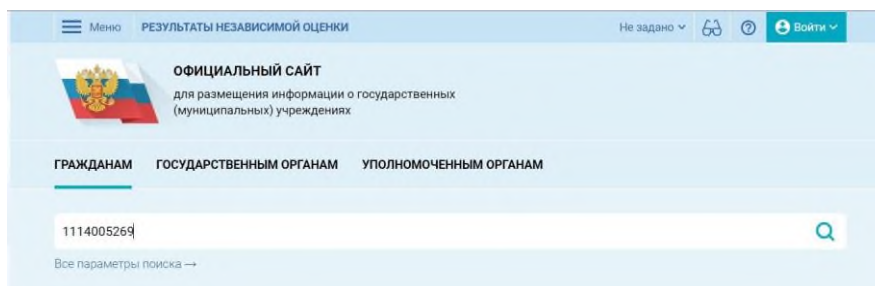 Меню РЕЗУЛЬТАТЫ НЕЗАВИСИМОЙ ОЦЕНКИ Не задано Войти
ОФИЦИАЛЬНЫЙ САЙТ
для размещения информации о государственных
(муниципальных) учреждениях
ГРАЖДАНАМ ГОСУДАРСТВЕННЫМ ОРГАНАМ УПОЛНОМОЧЕННЫМ ОРГАНАМ
1114005269
Все параметры поиска →